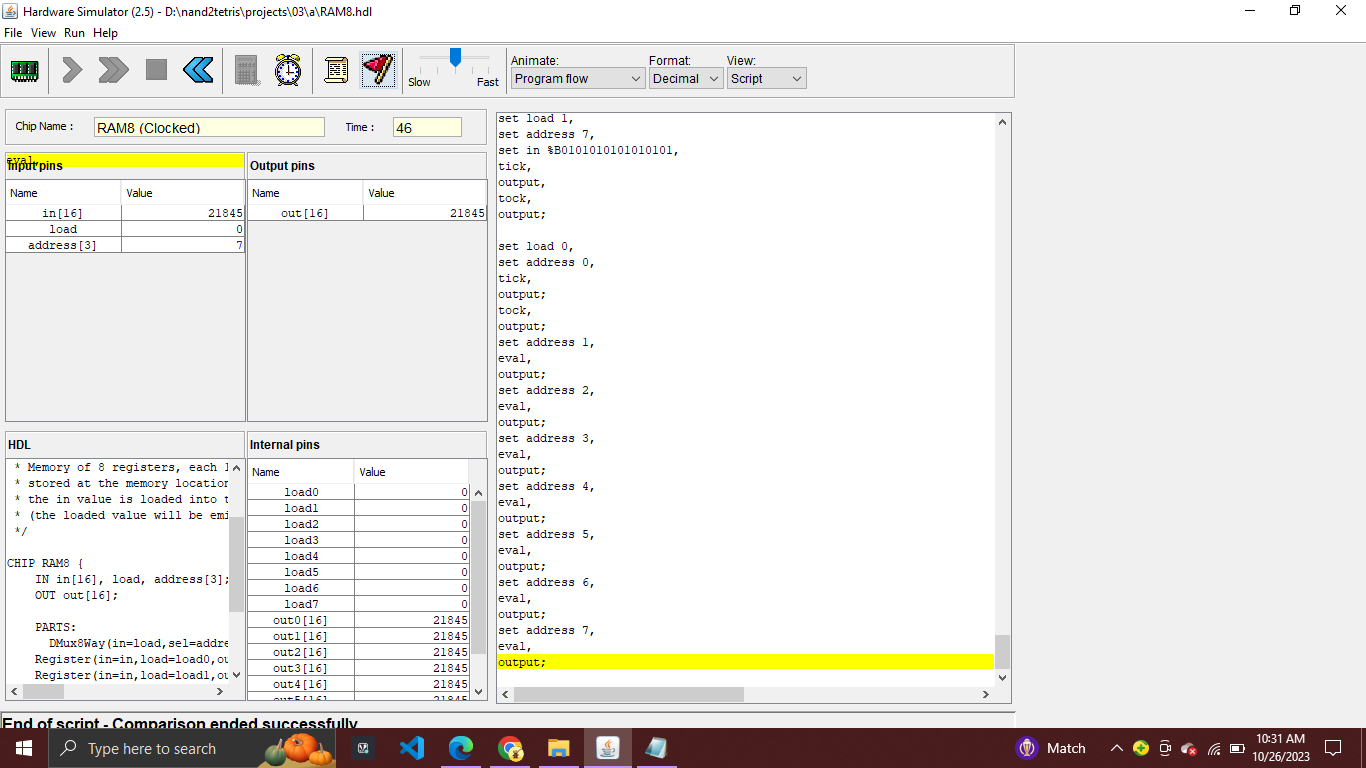 Hardware Simulator (2.5) - D:\nand2tetris\projects\03\a\RAM8.hdl
File View Run Help
Slow Fast
Animate: Format: View:
Program flow Decimal Script
Chip Name : RAM8 (Clocked) Time : 46
eval,
Input pins
Name Value
in[16] 21845
load 0
address[3] 7
Output pins
Name Value
out[16] 21845
HDL
* Memory of 8 registers, each 1
* stored at the memory location
* the in value is loaded into t
* (the loaded value will be emi
*/
CHIP RAM8 {
IN in[16], load, address[3];
OUT out[16];
PARTS:
DMux8Way(in=load,sel=addre
Register(in=in,load=load0,ou
Register(in=in,load=load1,ou
Internal pins
Name Value
load0 0
load1 0
load2 0
load3 0
load4 0
load5 0
load6 0
load7 0
out0[16] 21845
out1[16] 21845
out2[16] 21845
out3[16] 21845
out4[16] 21845
out5[16] 21845
set load 1,
set address 7,
set in %B0101010101010101,
tick,
output,
tock,
output;
set load 0,
set address 0,
tick,
output;
tock,
output;
set address 1,
eval,
output;
set address 2,
eval,
output;
set address 3,
eval,
output;
set address 4,
eval,
output;
set address 5,
eval,
output;
set address 6,
eval,
output;
set address 7,
eval,
output;
End of script - Comparison ended successfully
Type here to search
Match
10:31 AM
10/26/2023